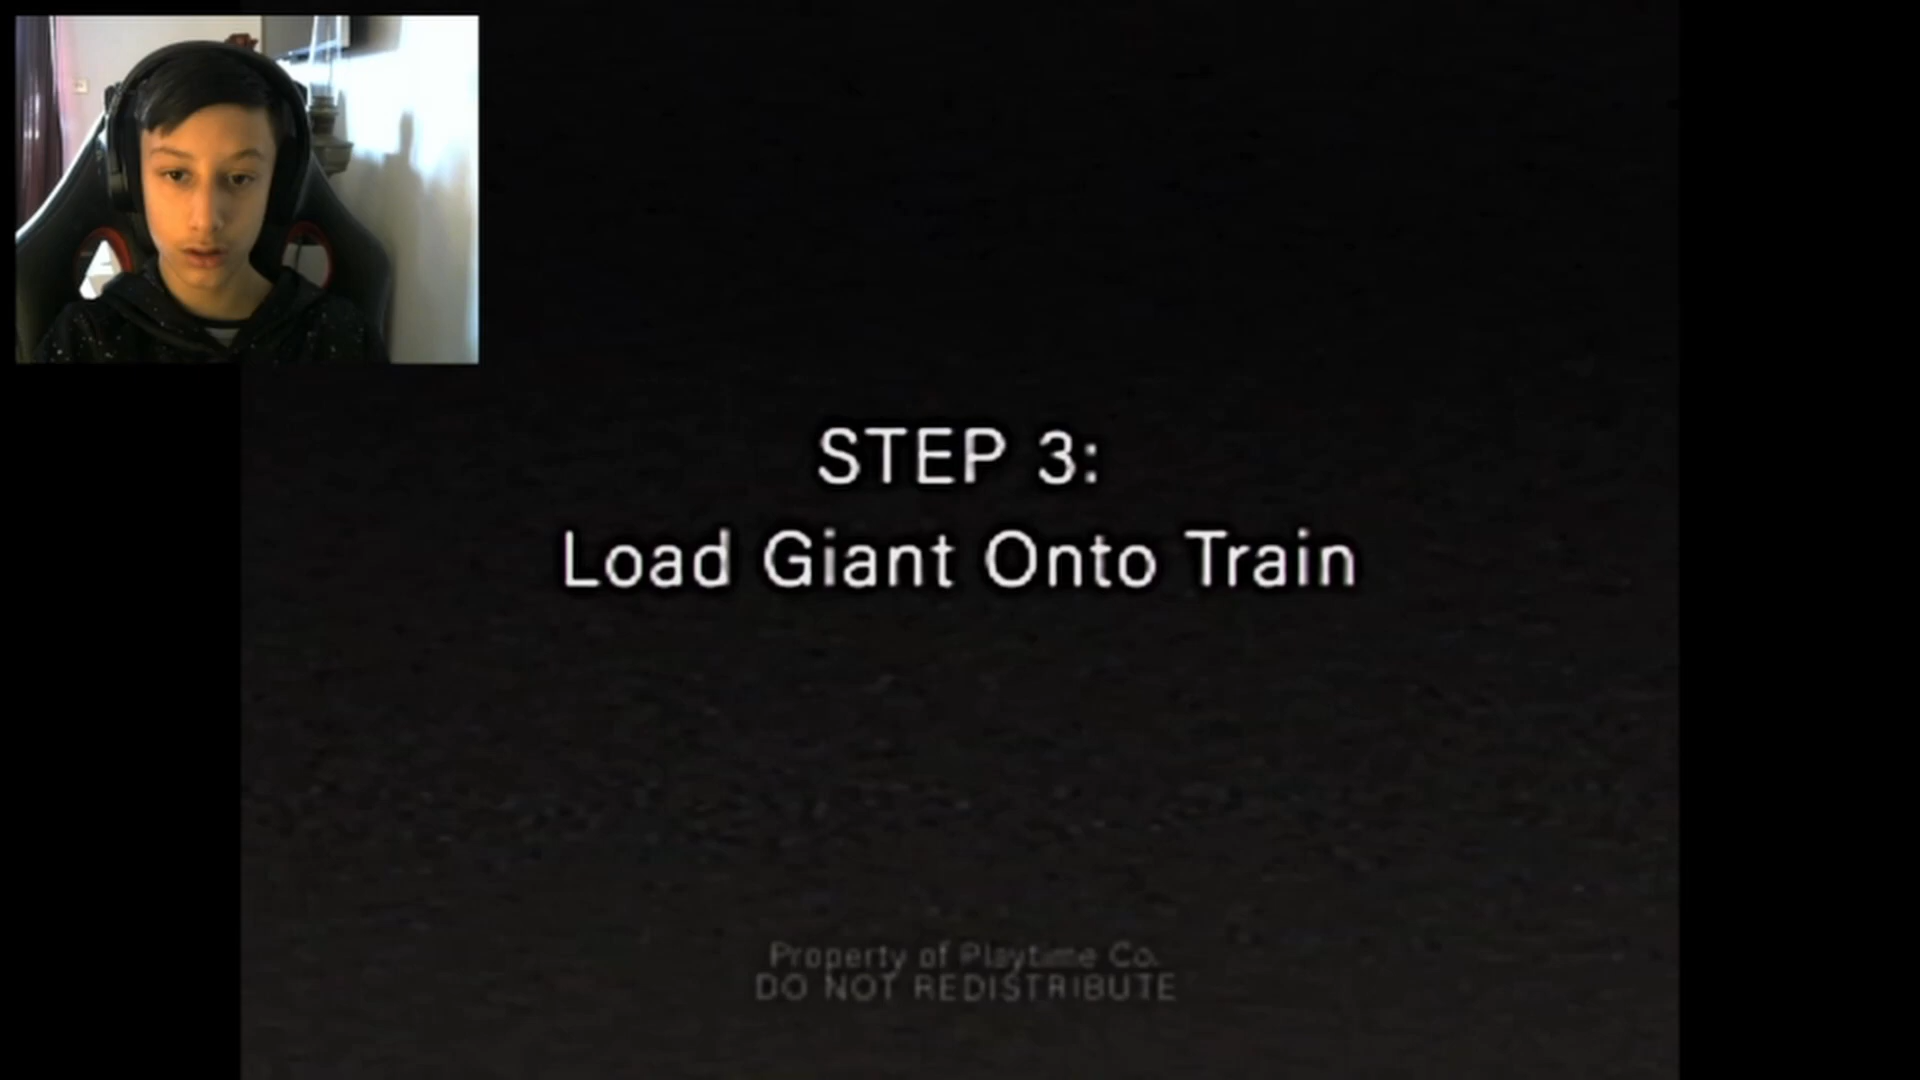 STEP 3:
Load Giant Onto Train
Property of Playtime Co.
DO NOT REDISTRIBUTE